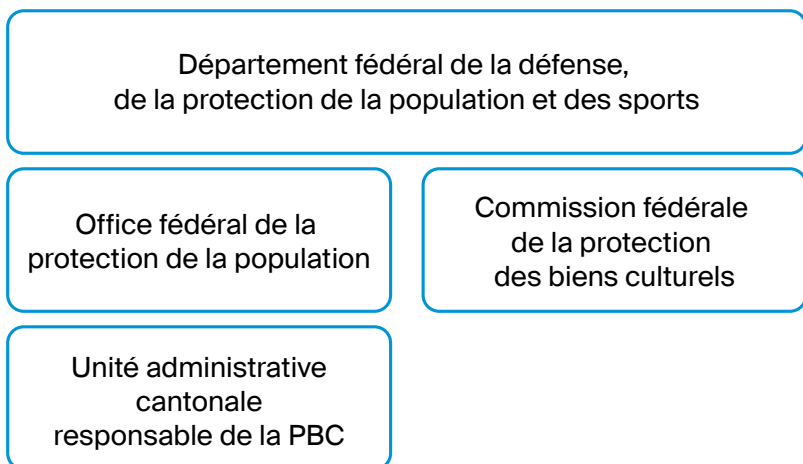 Département fédéral de la défense,
de la protection de la population et des sports
Office fédéral de la
protection de la population
Commission fédérale
de la protection
des biens culturels
Unité administrative
cantonale
responsable de la PBC